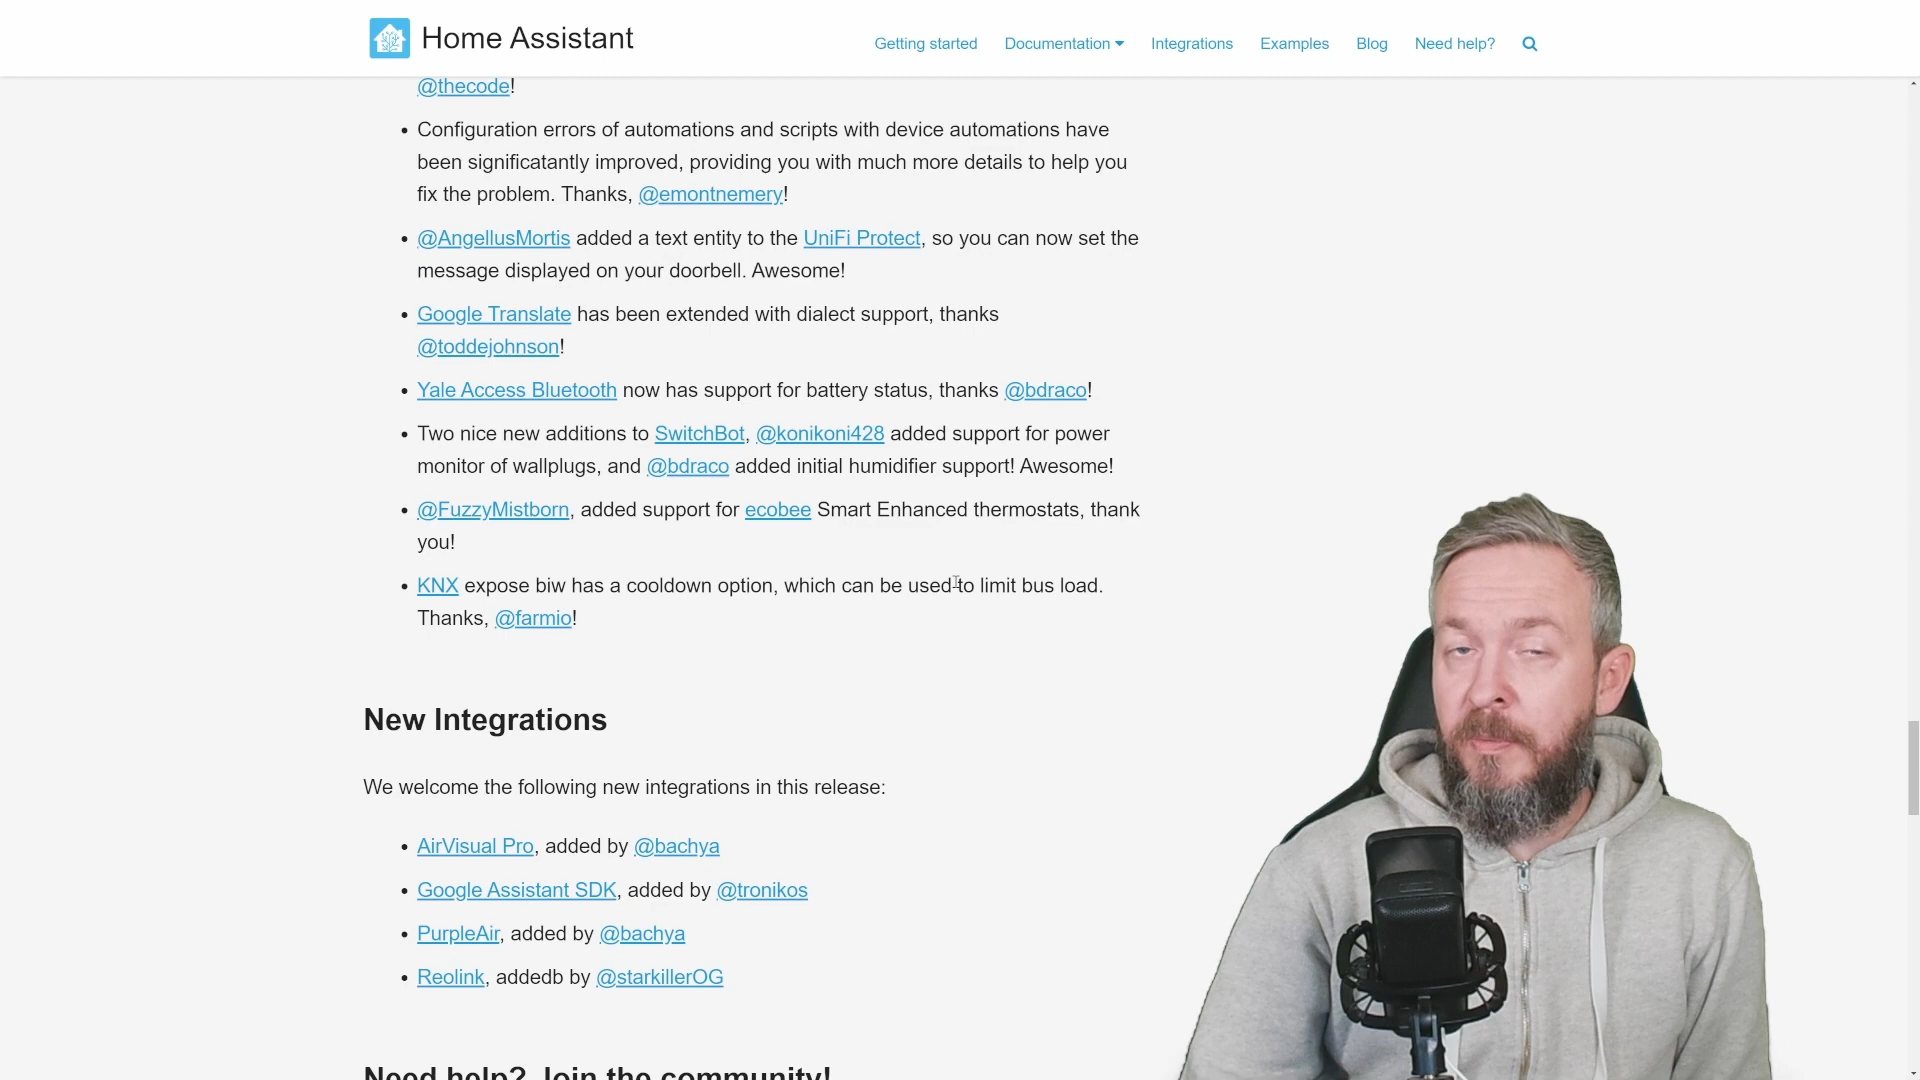 Home Assistant
Getting started
Documentation
Integrations
Examples
Blog
Need help?
@thecode!
Configuration errors of automations and scripts with device automations have
been significatantly improved, providing you with much more details to help you
fix the problem. Thanks, @emontnemery!
@AngellusMortis added a text entity to the UniFi Protect, so you can now set the
message displayed on your doorbell. Awesome!
Google Translate has been extended with dialect support, thanks
@toddejohnson!
Yale Access Bluetooth now has support for battery status, thanks @bdraco!
Two nice new additions to SwitchBot, @konikoni428 added support for power
monitor of wallplugs, and @bdraco added initial humidifier support! Awesome!
@FuzzyMistborn, added support for ecobee Smart Enhanced thermostats, thank
you!
KNX expose biw has a cooldown option, which can be used to limit bus load.
Thanks, @farmio!
New Integrations
We welcome the following new integrations in this release:
AirVisual Pro, added by @bachya
Google Assistant SDK, added by @tronikos
PurpleAir, added by @bachya
Reolink, addedb by @starkillerOG
Need help? Join the community!